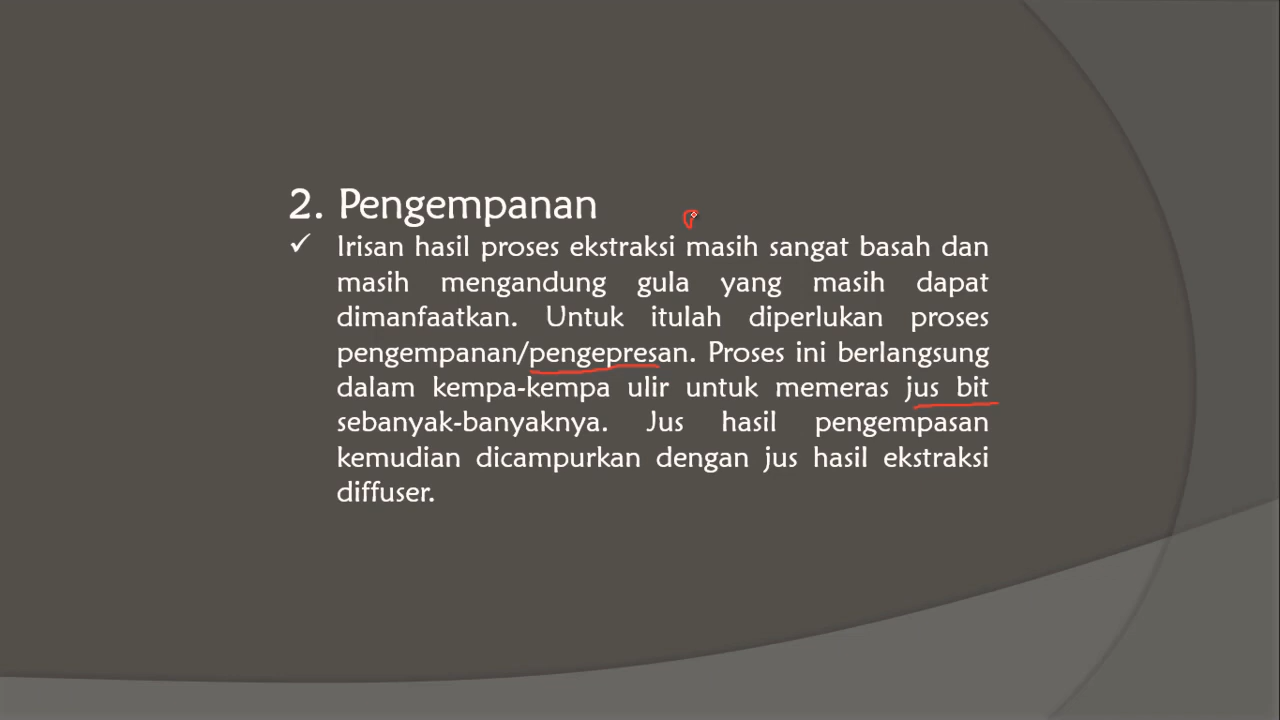 2. Pengempanan
✓ Irisan hasil proses ekstraksi masih sangat basah dan
masih mengandung gula yang masih dapat
dimanfaatkan. Untuk itulah diperlukan proses
pengempanan/pengepresan. Proses ini berlangsung
dalam kempa-kempa ulir untuk memeras jus bit
sebanyak-banyaknya. Jus hasil pengempasan
kemudian dicampurkan dengan jus hasil ekstraksi
diffuser.